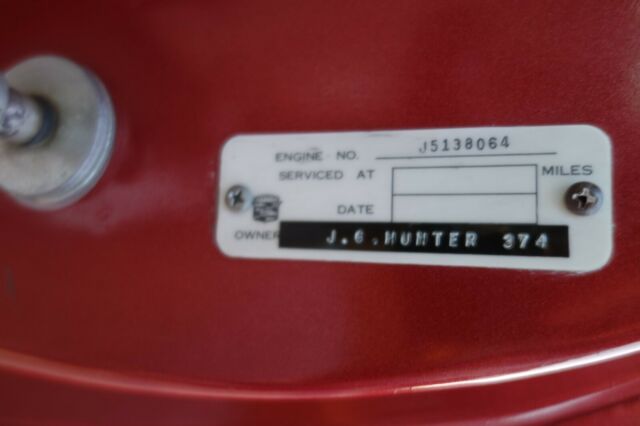 ENGINE NO. J5138064
SERVICED AT MILES
DATE
OWNER J.G.HUNTER 374